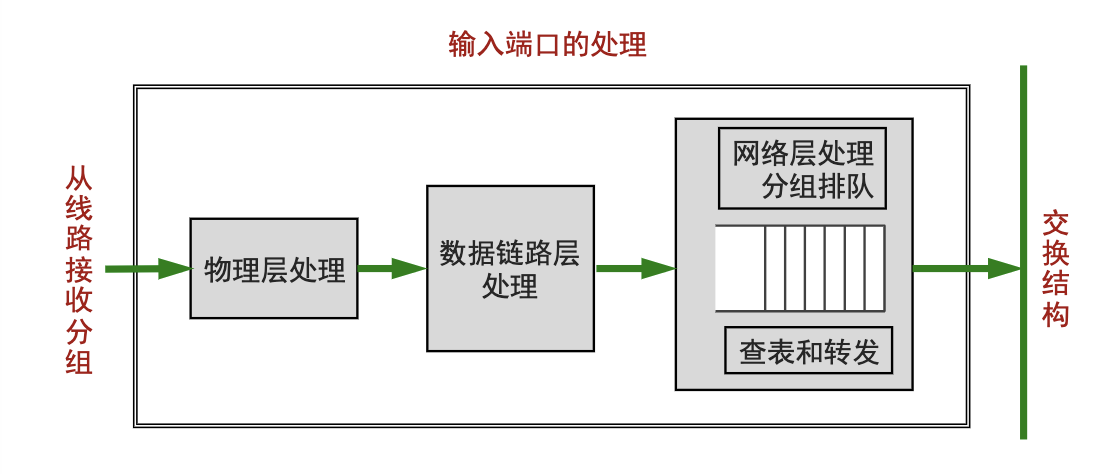 输入端口的处理
从线路接收分组
物理层处理
数据链路层
处理
网络层处理
分组排队
查表和转发
交换结构